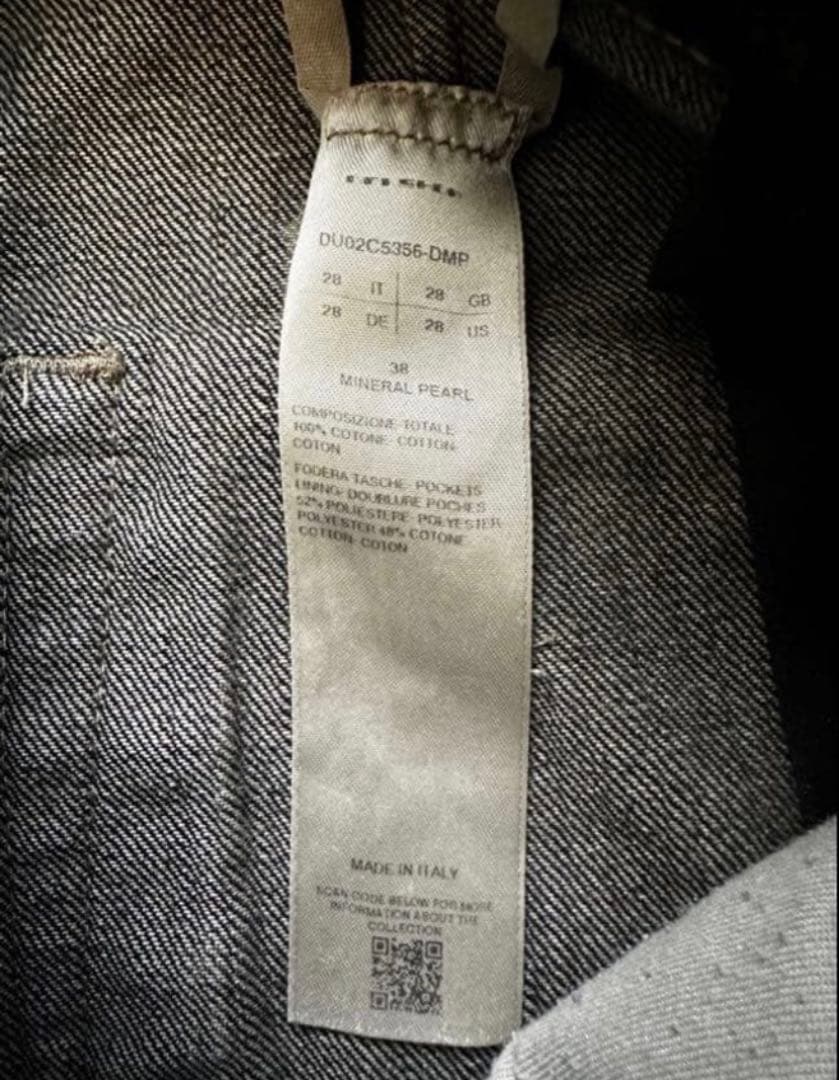 DU02C5356-DMP
28 IT 28 GB
28 DE 28 US
38
MINERAL PEARL
COMPOSIZIONE TOTALE
100% COTONE- COTTON-
COTON
FODERA TASCHE- POCKETS
LINING- DOUBLURE POCHES
52% POLIESTERE- POLYESTER-
POLYESTER 48% COTONE-
COTTON- COTON
MADE IN ITALY
SCAN CODE BELOW FOR MORE
INFORMATION ABOUT THE
COLLECTION